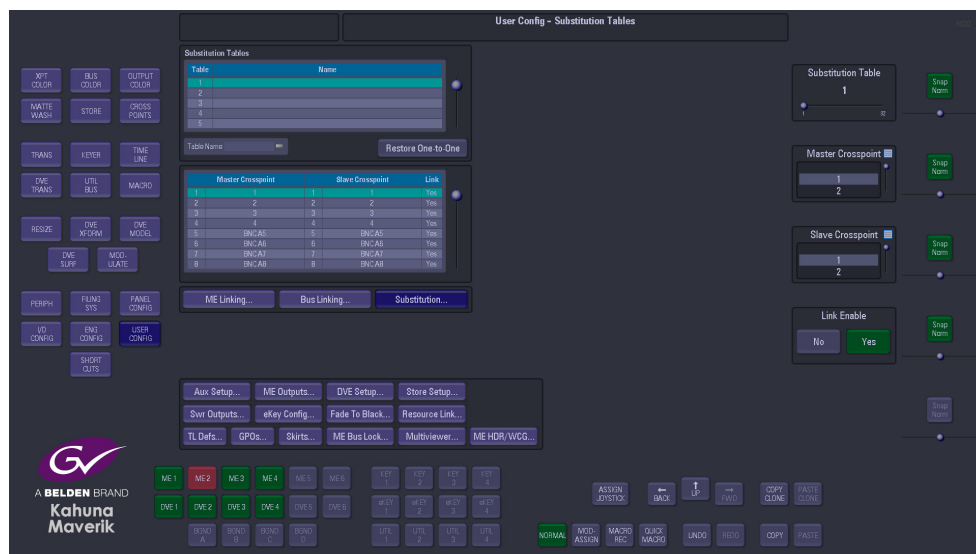 User Config - Substitution Tables
Substitution Tables
Table Name
1
2
3
4
5
Table Name
Restore One-to-One
Master Crosspoint Slave Crosspoint Link
1 1 1 1 Yes
2 2 2 2 Yes
3 3 3 3 Yes
4 4 4 4 Yes
5 BNCA5 5 BNCA5 Yes
6 BNCA6 6 BNCA6 Yes
7 BNCA7 7 BNCA7 Yes
8 BNCA8 8 BNCA8 Yes
ME Linking... Bus Linking... Substitution...
Aux Setup... ME Outputs... DVE Setup... Store Setup...
Swr Outputs... eKey Config... Fade To Black... Resource Link...
TL Defs... GPOs... Skirts... ME Bus Lock... Multiviewer... ME HDR/WCG...
XPT COLOR
BUS COLOR
OUTPUT COLOR
MATTE WASH
STORE
CROSS POINTS
TRANS
KEYER
TIME LINE
DVE TRANS
UTIL BUS
MACRO
RESIZE
DVE XFORM
DVE MODEL
DVE SURF
MOD- ULATE
PERIPH
FILING SYS
PANEL CONFIG
I/O CONFIG
ENG CONFIG
USER CONFIG
SHORT CUTS
Substitution Table
1
1 32
Snap Norm
Master Crosspoint
1
2
Snap Norm
Slave Crosspoint
1
2
Snap Norm
Link Enable
No Yes
Snap Norm
Snap Norm
GV
A BELDEN BRAND
Kahuna
Maverik
ME 1 ME 2 ME 3 ME 4 ME 5 ME 6
DVE 1 DVE 2 DVE 3 DVE 4 DVE 5 DVE 6
BGND A
BGND B
BGND C
BGND D
KEY 1
KEY 2
KEY 3
KEY 4
eKEY 1
eKEY 2
eKEY 3
eKEY 4
UTIL 1
UTIL 2
UTIL 3
UTIL 4
ASSIGN JOYSTICK
BACK
UP
FWD
COPY CLONE
PASTE CLONE
NORMAL
MOD- ASSIGN
MACRO REC
QUICK MACRO
UNDO
REDO
COPY
PASTE